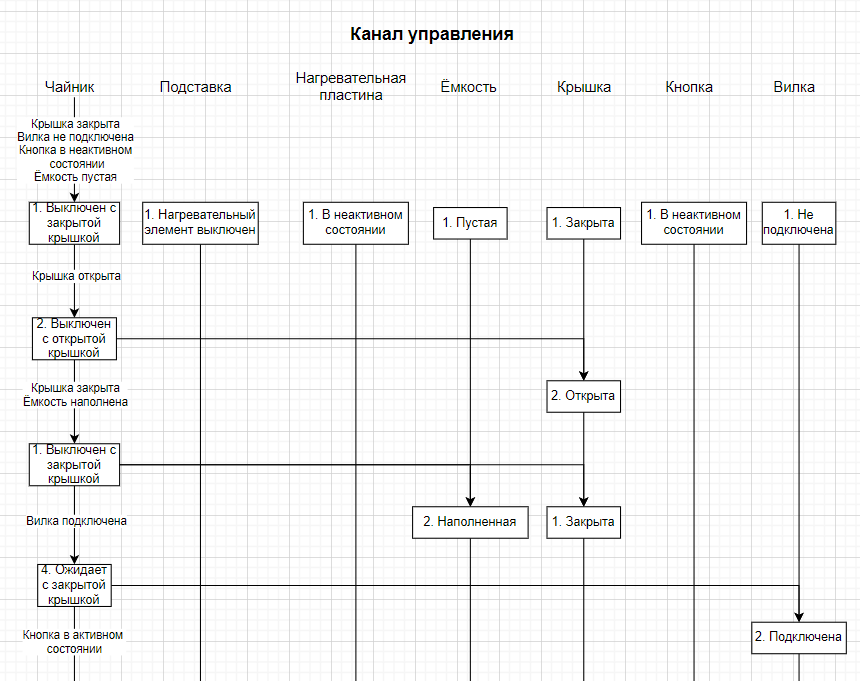 Канал управления
Чайник
Подставка
Нагревательная
пластина
Ёмкость
Крышка
Кнопка
Вилка
Крышка закрыта
Вилка не подключена
Кнопка в неактивном
состоянии
Ёмкость пустая
1. Выключен с
закрытой
крышкой
1. Нагревательный
элемент выключен
1. В неактивном
состоянии
1. Пустая
1. Закрыта
1. В неактивном
состоянии
1. Не
подключена
Крышка открыта
2. Выключен
с открытой
крышкой
Крышка закрыта
Ёмкость наполнена
2. Открыта
1. Выключен с
закрытой
крышкой
Вилка подключена
2. Наполненная
1. Закрыта
4. Ожидает
с закрытой
крышкой
Кнопка в активном
состоянии
2. Подключена